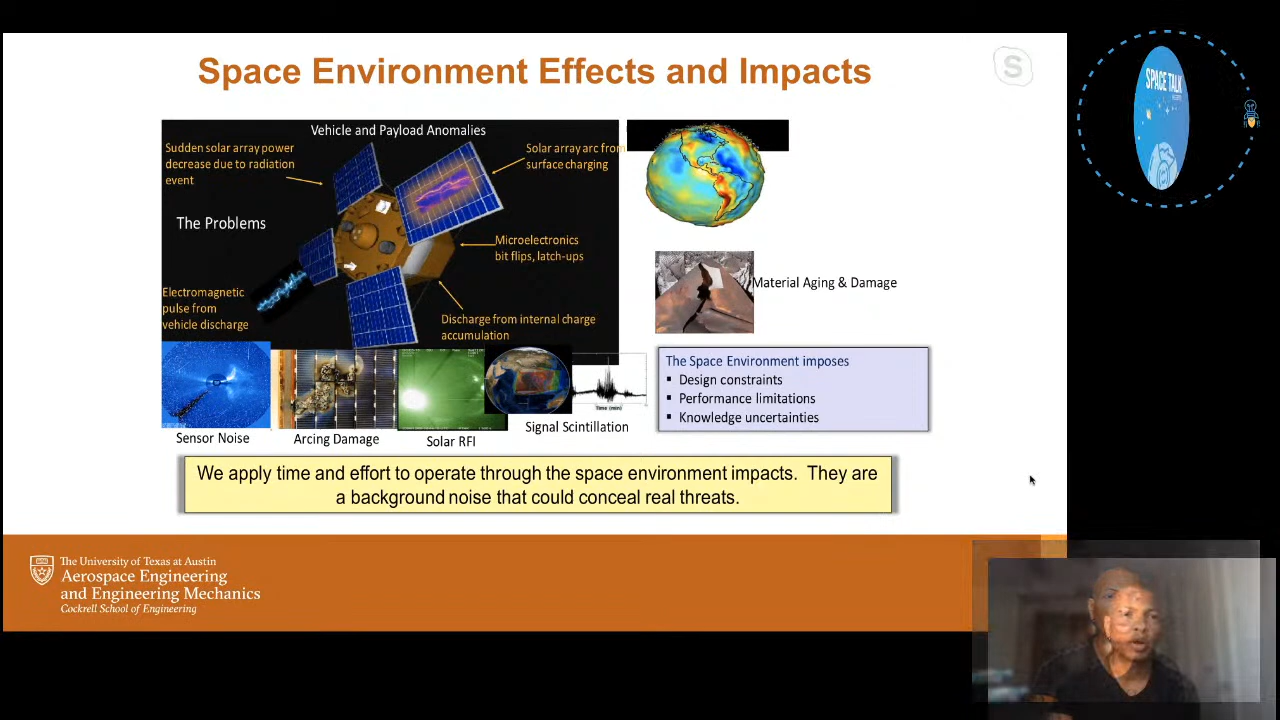 Space Environment Effects and Impacts
S
SPACE TALK
Vehicle and Payload Anomalies
Sudden solar array power
decrease due to radiation
event
Solar array arc from
surface charging
The Problems
Microelectronics
bit flips, latch-ups
Electromagnetic
pulse from
vehicle discharge
Discharge from internal charge
accumulation
Material Aging & Damage
Time (min)
Sensor Noise
Arcing Damage
Solar RFI
Signal Scintillation
The Space Environment imposes
▪ Design constraints
▪ Performance limitations
▪ Knowledge uncertainties
We apply time and effort to operate through the space environment impacts. They are
a background noise that could conceal real threats.
The University of Texas at Austin
Aerospace Engineering
and Engineering Mechanics
Cockrell School of Engineering